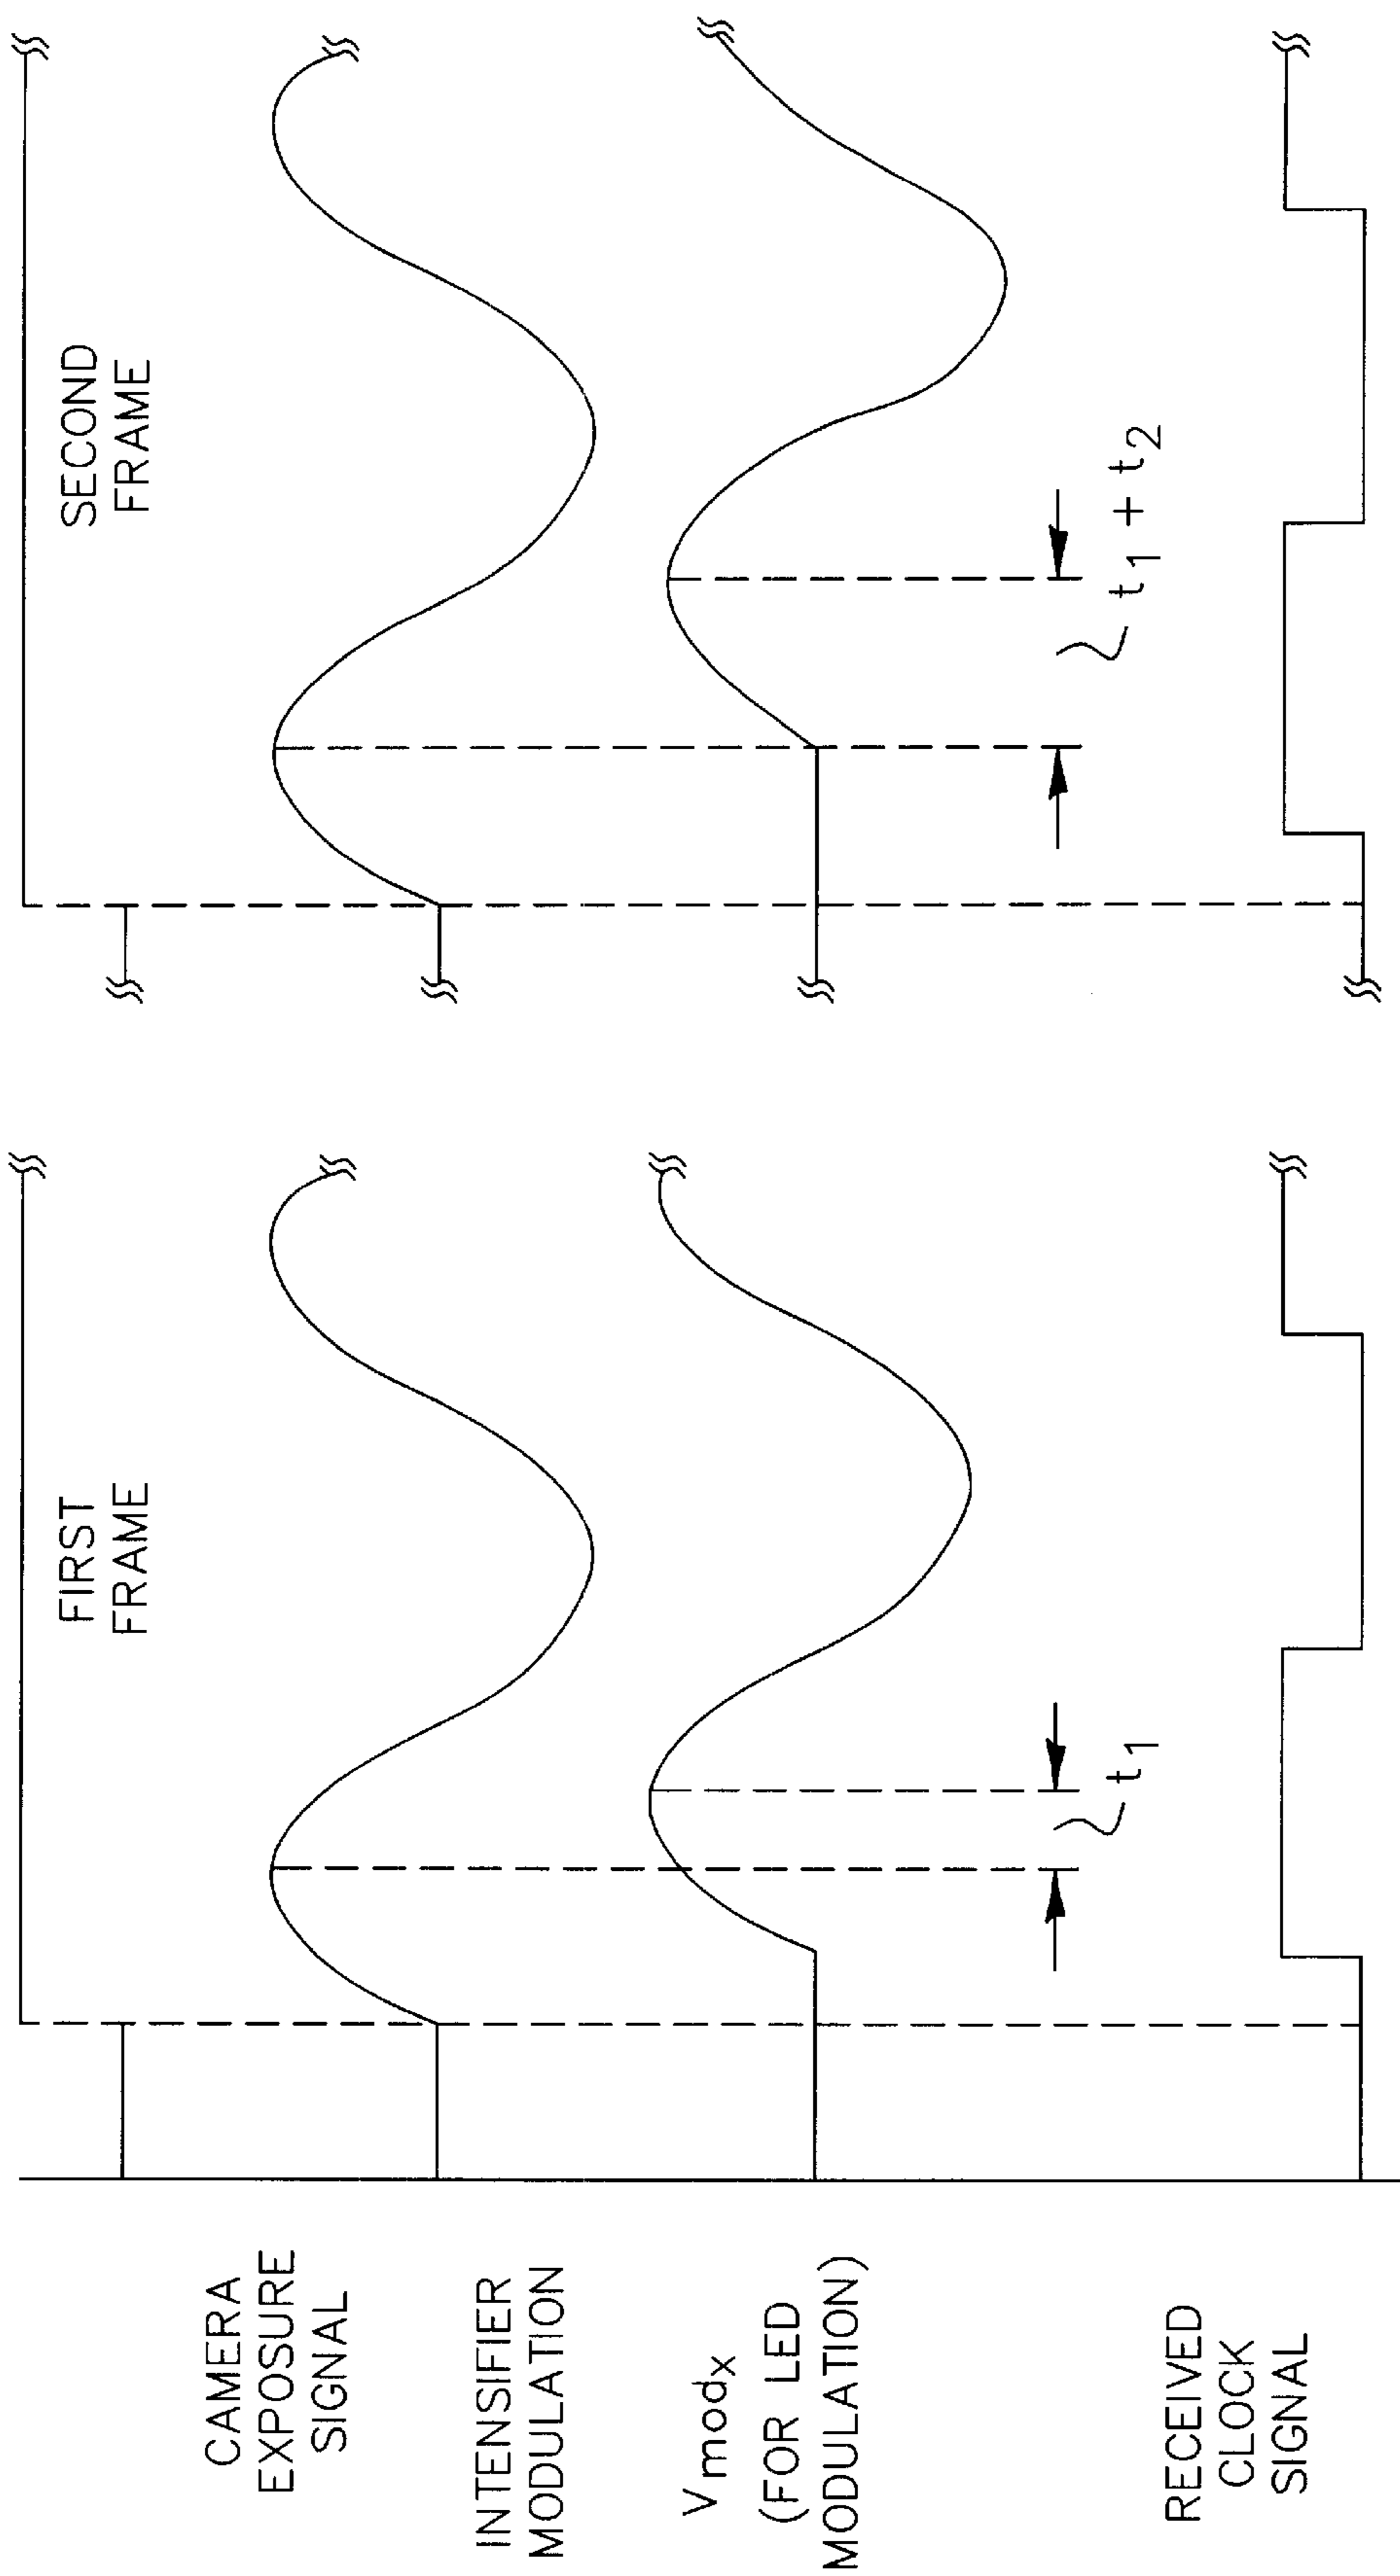 FIRST
FRAME
SECOND
FRAME
CAMERA
EXPOSURE
SIGNAL
INTENSIFIER
MODULATION
Vmodx
(FOR LED
MODULATION)
t1
t1 + t2
RECEIVED
CLOCK
SIGNAL